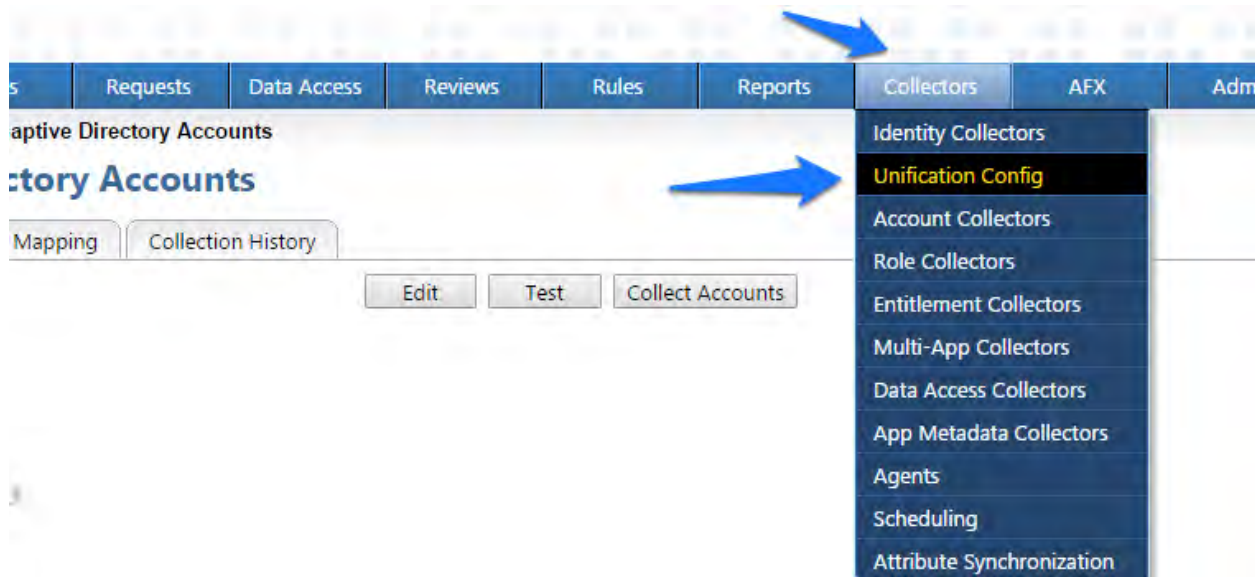 s Requests Data Access Reviews Rules Reports Collectors AFX Adm
aptive Directory Accounts
ctory Accounts
Mapping Collection History
Edit Test Collect Accounts
Identity Collectors
Unification Config
Account Collectors
Role Collectors
Entitlement Collectors
Multi-App Collectors
Data Access Collectors
App Metadata Collectors
Agents
Scheduling
Attribute Synchronization